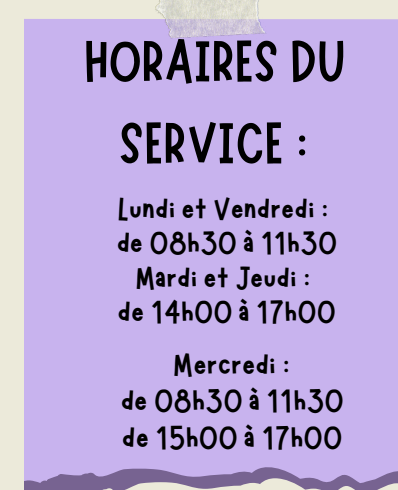 HORAIRES DU
SERVICE :
Lundi et Vendredi :
de 08h30 à 11h30
Mardi et Jeudi :
de 14h00 à 17h00
Mercredi :
de 08h30 à 11h30
de 15h00 à 17h00